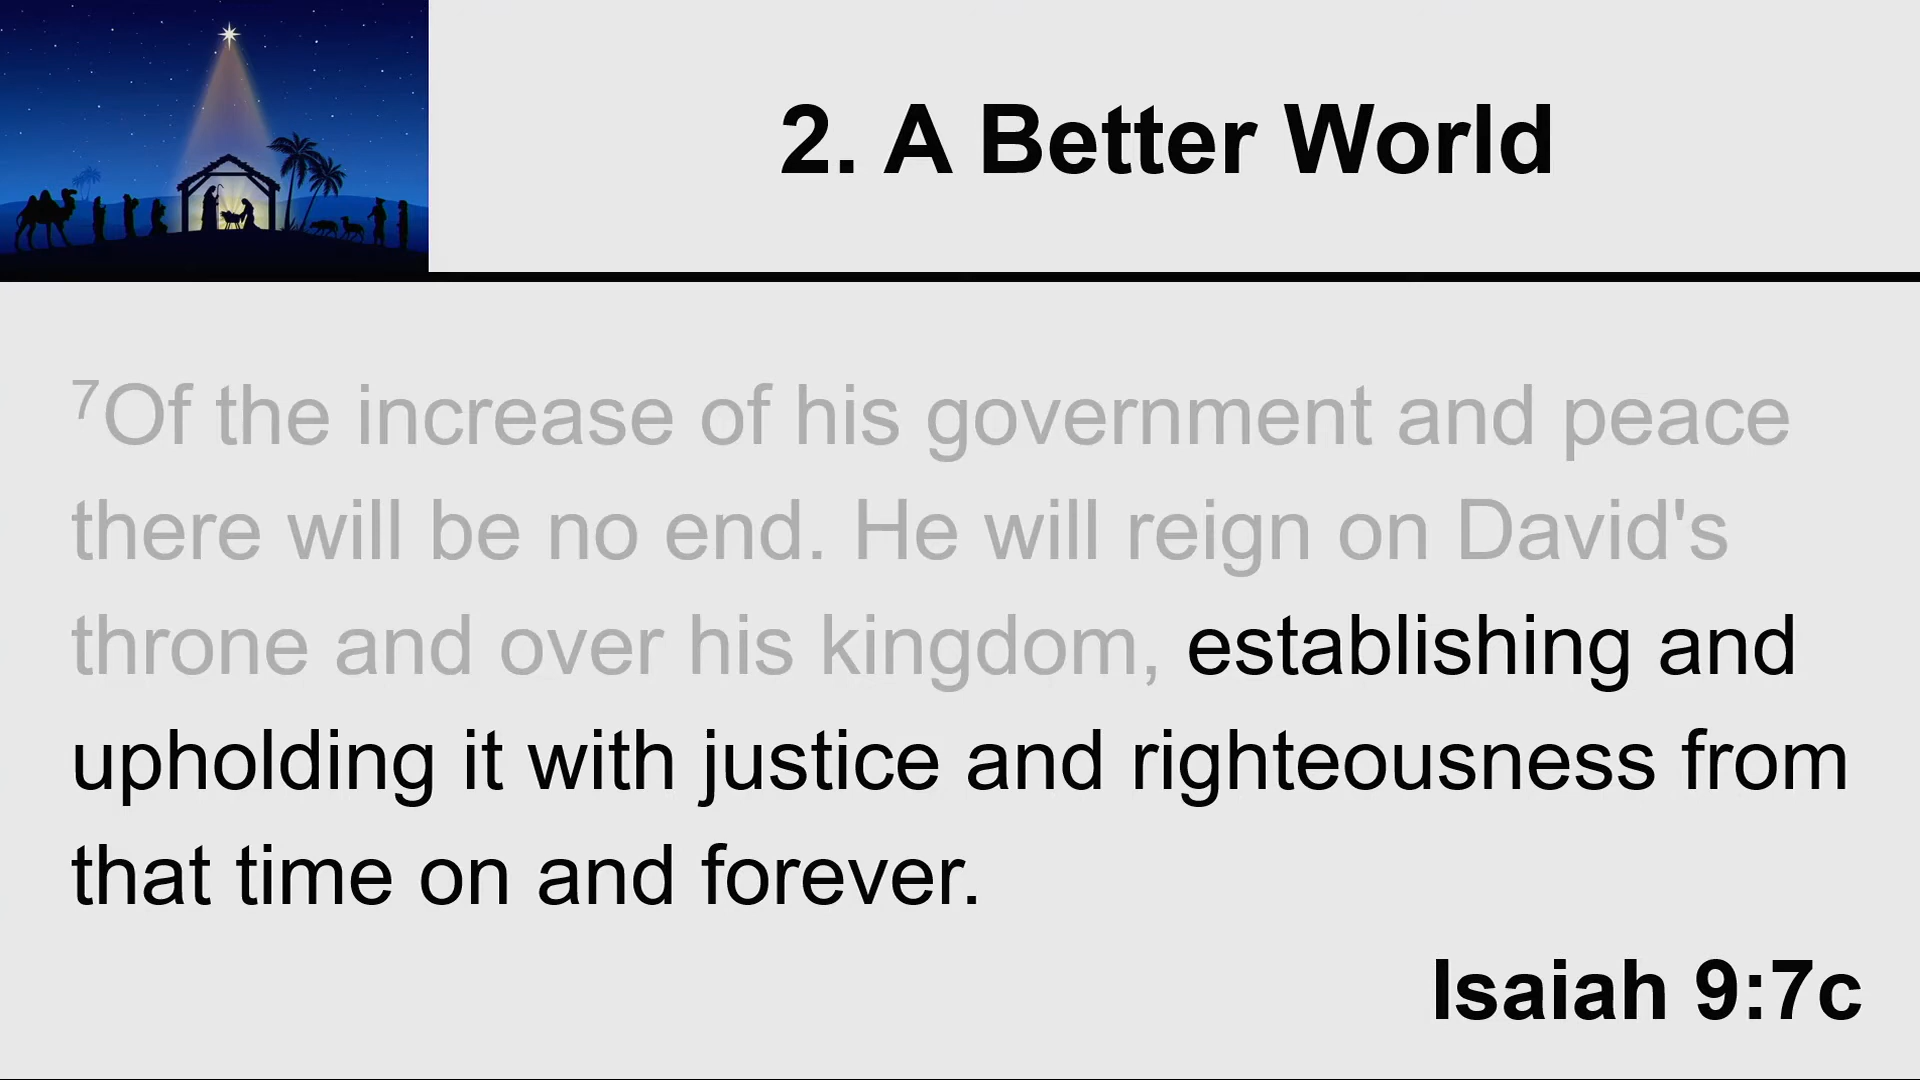 2. A Better World
7Of the increase of his government and peace
there will be no end. He will reign on David's
throne and over his kingdom, establishing and
upholding it with justice and righteousness from
that time on and forever.
Isaiah 9:7c